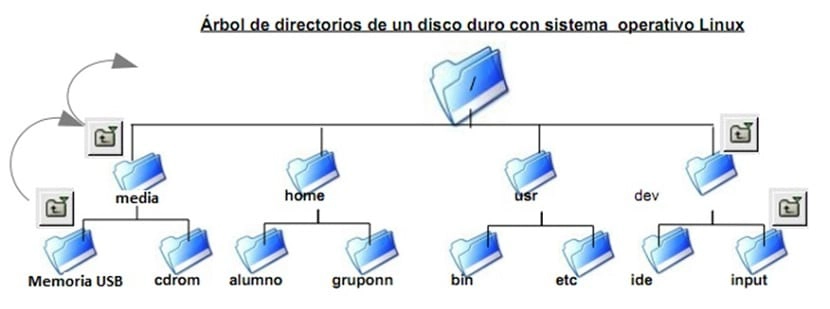 Árbol de directorios de un disco duro con sistema operativo Linux
/
media home usr dev
Memoria USB cdrom alumno gruponn bin etc ide input